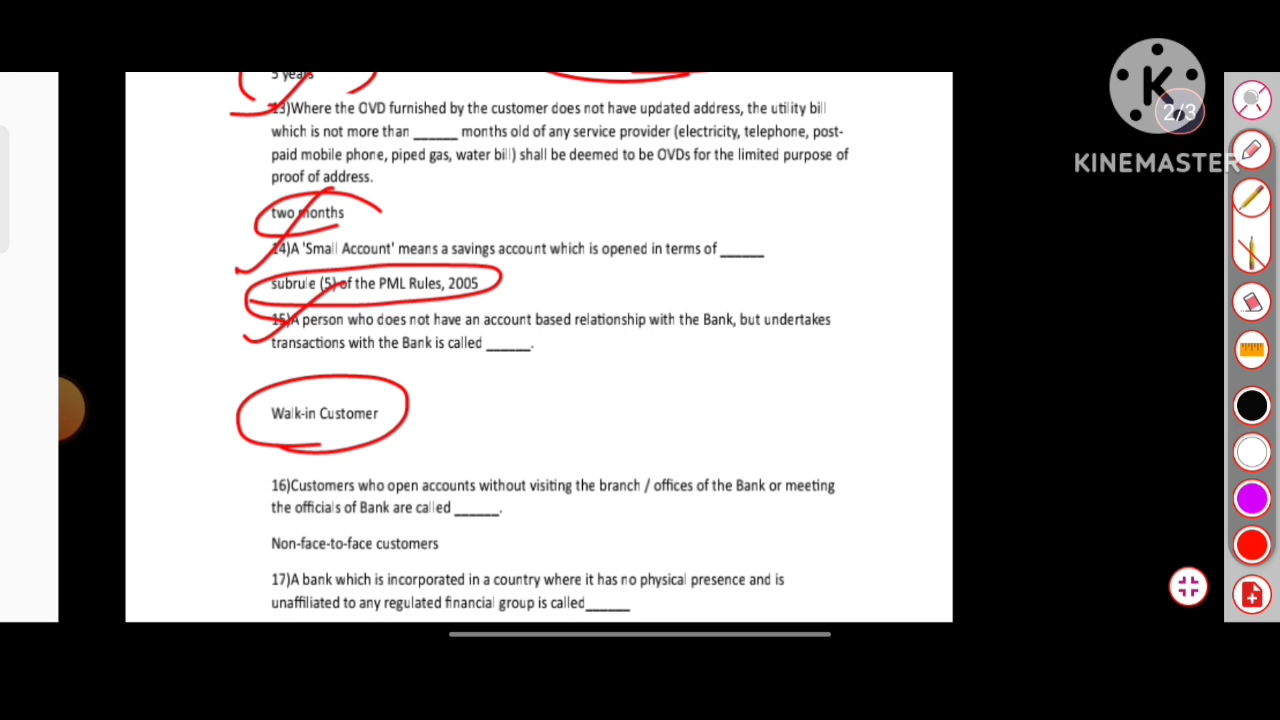 5 years
13)Where the OVD furnished by the customer does not have updated address, the utility bill
which is not more than ______ months old of any service provider (electricity, telephone, post-
paid mobile phone, piped gas, water bill) shall be deemed to be OVDs for the limited purpose of
proof of address.
two months
14)A 'Small Account' means a savings account which is opened in terms of ______
subrule (5) of the PML Rules, 2005
15)A person who does not have an account based relationship with the Bank, but undertakes
transactions with the Bank is called ______.
Walk-in Customer
16)Customers who open accounts without visiting the branch / offices of the Bank or meeting
the officials of Bank are called ______.
Non-face-to-face customers
17)A bank which is incorporated in a country where it has no physical presence and is
unaffiliated to any regulated financial group is called______
K
2/3
KINEMASTER